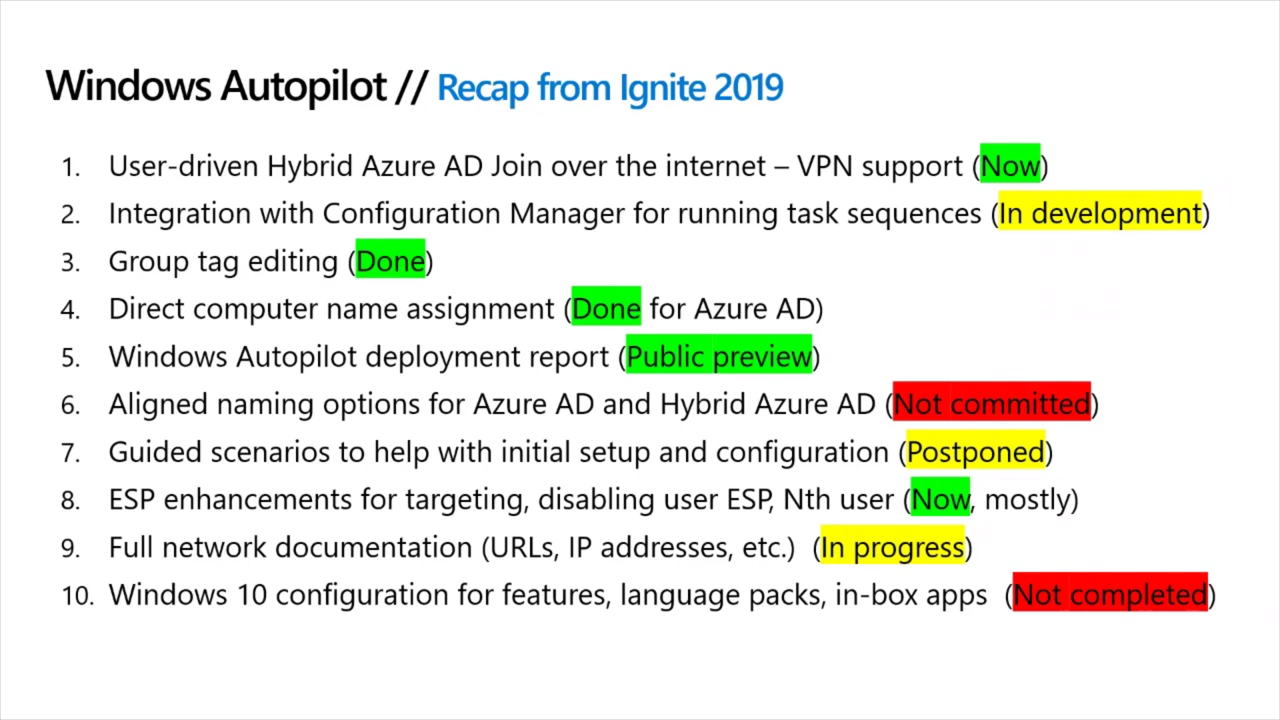 Windows Autopilot // Recap from Ignite 2019
1. User-driven Hybrid Azure AD Join over the internet – VPN support (Now)
2. Integration with Configuration Manager for running task sequences (In development)
3. Group tag editing (Done)
4. Direct computer name assignment (Done for Azure AD)
5. Windows Autopilot deployment report (Public preview)
6. Aligned naming options for Azure AD and Hybrid Azure AD (Not committed)
7. Guided scenarios to help with initial setup and configuration (Postponed)
8. ESP enhancements for targeting, disabling user ESP, Nth user (Now, mostly)
9. Full network documentation (URLs, IP addresses, etc.) (In progress)
10. Windows 10 configuration for features, language packs, in-box apps (Not completed)